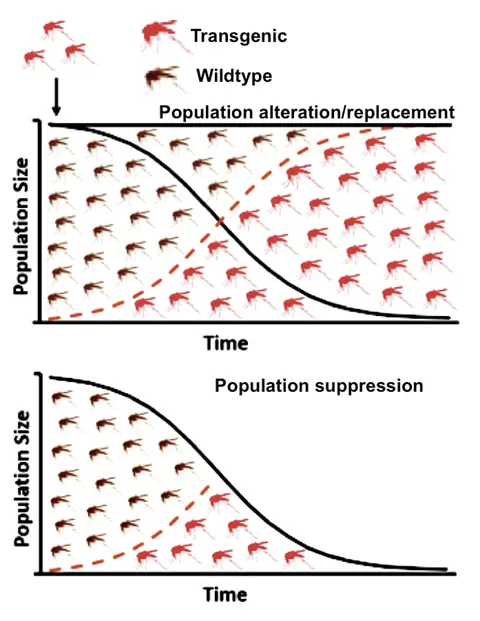 Transgenic
Wildtype
Population alteration/replacement
Population Size
Time
Population suppression
Population Size
Time